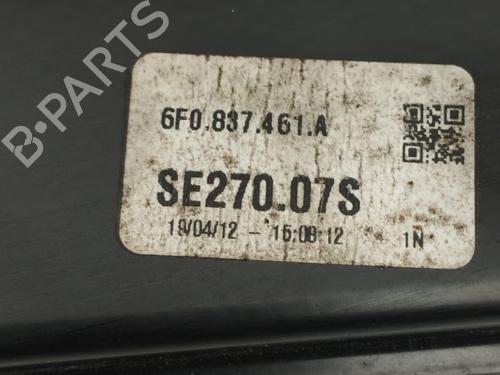 B-PARTS
6F0.837.461.A
SE270.07S
19/04/12 - 15:08:12
1N